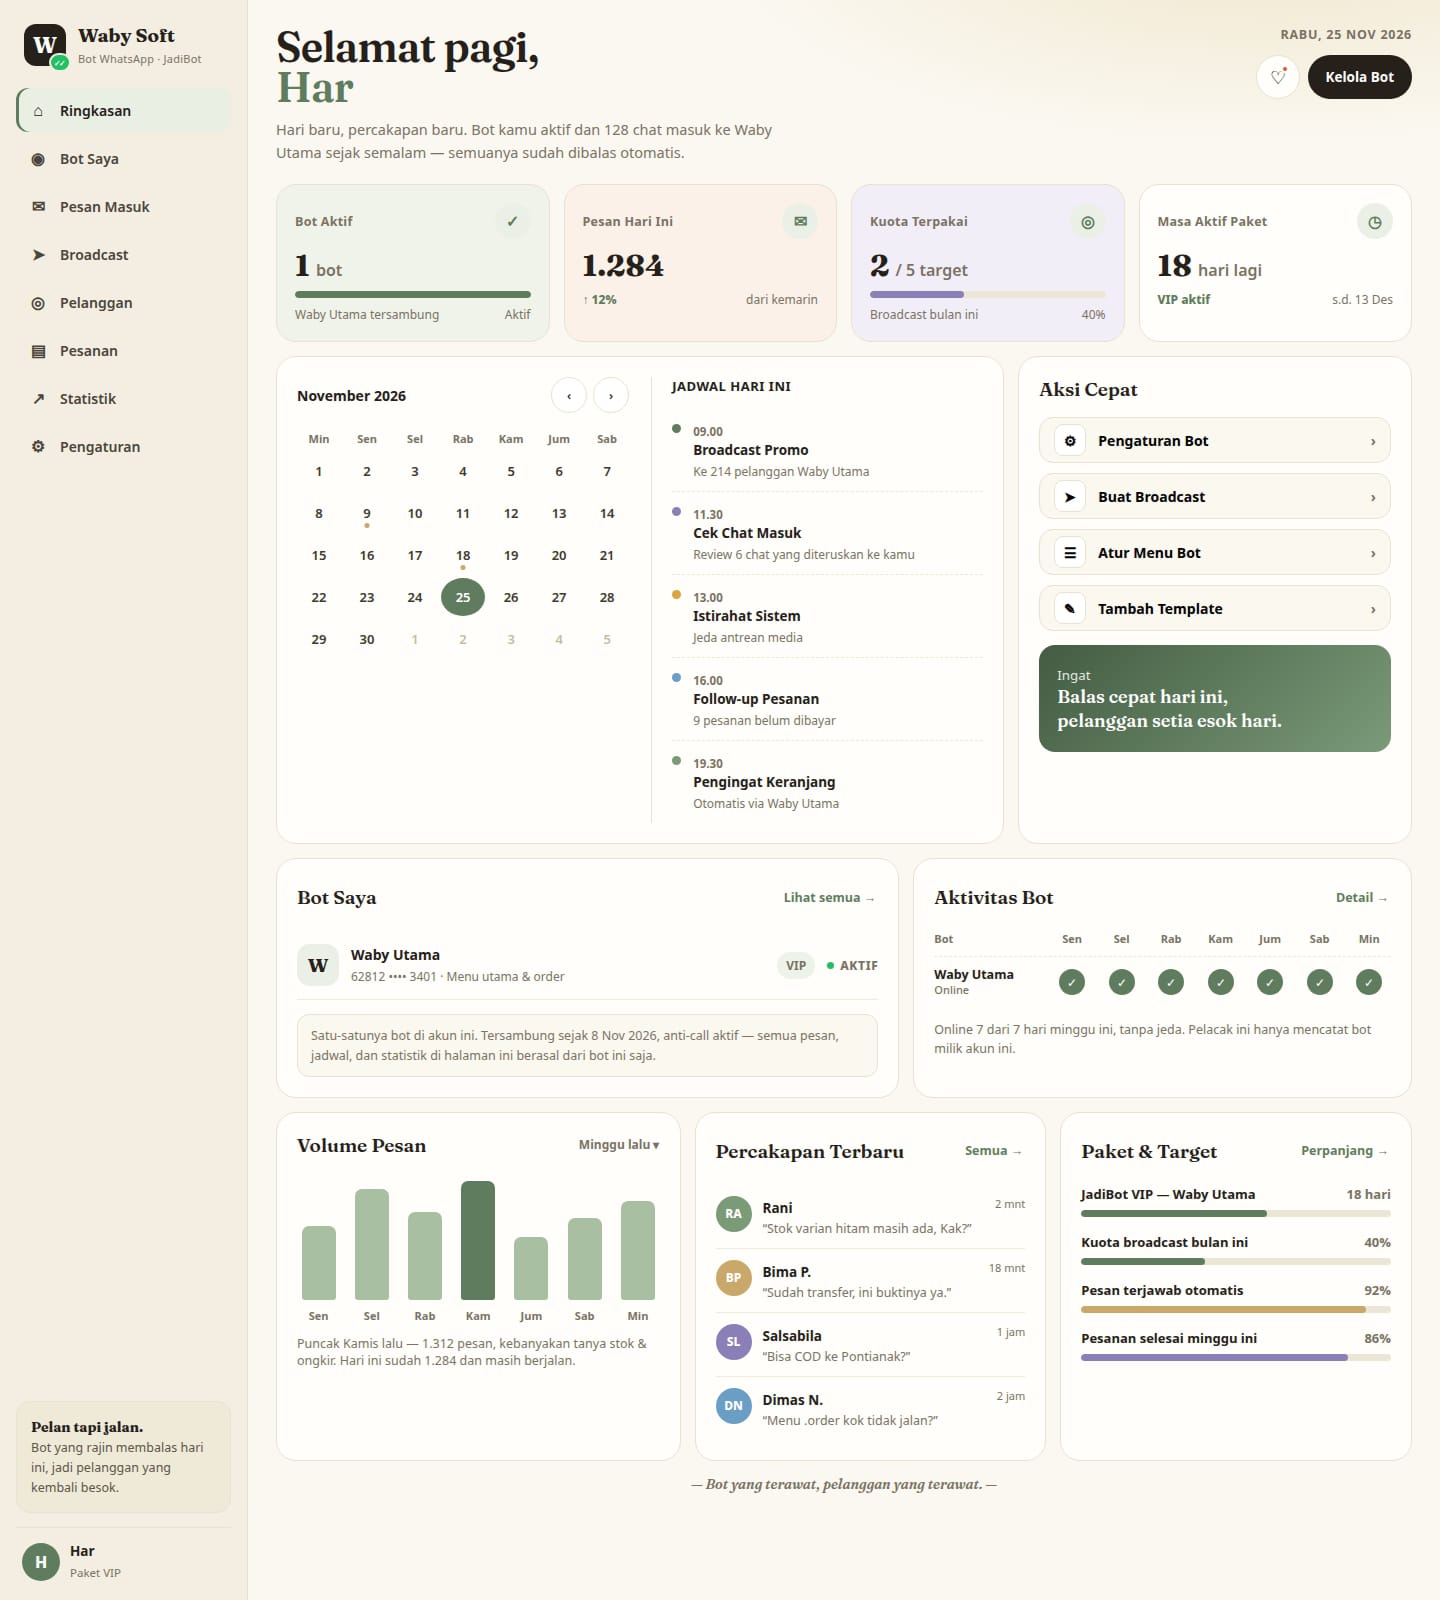 W
Waby Soft
Bot WhatsApp · JadiBot
Ringkasan
Bot Saya
Pesan Masuk
Broadcast
Pelanggan
Pesanan
Statistik
Pengaturan
Pelan tapi jalan.
Bot yang rajin membalas hari
ini, jadi pelanggan yang
kembali besok.
H
Har
Paket VIP
Selamat pagi,
Har
Hari baru, percakapan baru. Bot kamu aktif dan 128 chat masuk ke Waby
Utama sejak semalam — semuanya sudah dibalas otomatis.
RABU, 25 NOV 2026
Kelola Bot
Bot Aktif
1 bot
Waby Utama tersambung Aktif
Pesan Hari Ini
1.284
↑ 12% dari kemarin
Kuota Terpakai
2 / 5 target
Broadcast bulan ini 40%
Masa Aktif Paket
18 hari lagi
VIP aktif s.d. 13 Des
November 2026 ‹ ›
Min Sen Sel Rab Kam Jum Sab
1 2 3 4 5 6 7
8 9 10 11 12 13 14
15 16 17 18 19 20 21
22 23 24 25 26 27 28
29 30 1 2 3 4 5
JADWAL HARI INI
09.00
Broadcast Promo
Ke 214 pelanggan Waby Utama
11.30
Cek Chat Masuk
Review 6 chat yang diteruskan ke kamu
13.00
Istirahat Sistem
Jeda antrean media
16.00
Follow-up Pesanan
9 pesanan belum dibayar
19.30
Pengingat Keranjang
Otomatis via Waby Utama
Aksi Cepat
Pengaturan Bot ›
Buat Broadcast ›
Atur Menu Bot ›
Tambah Template ›
Ingat
Balas cepat hari ini,
pelanggan setia esok hari.
Bot Saya Lihat semua →
W
Waby Utama
62812 •••• 3401 · Menu utama & order
VIP
AKTIF
Satu-satunya bot di akun ini. Tersambung sejak 8 Nov 2026, anti-call aktif — semua pesan,
jadwal, dan statistik di halaman ini berasal dari bot ini saja.
Aktivitas Bot Detail →
Bot Sen Sel Rab Kam Jum Sab Min
Waby Utama ✓ ✓ ✓ ✓ ✓ ✓ ✓
Online
Online 7 dari 7 hari minggu ini, tanpa jeda. Pelacak ini hanya mencatat bot
milik akun ini.
Volume Pesan Minggu lalu ▾
Sen Sel Rab Kam Jum Sab Min
Puncak Kamis lalu — 1.312 pesan, kebanyakan tanya stok &
ongkir. Hari ini sudah 1.284 dan masih berjalan.
Percakapan Terbaru Semua →
RA
Rani 2 mnt
“Stok varian hitam masih ada, Kak?”
BP
Bima P. 18 mnt
“Sudah transfer, ini buktinya ya.”
SL
Salsabila 1 jam
“Bisa COD ke Pontianak?”
DN
Dimas N. 2 jam
“Menu .order kok tidak jalan?”
Paket & Target Perpanjang →
JadiBot VIP — Waby Utama 18 hari
Kuota broadcast bulan ini 40%
Pesan terjawab otomatis 92%
Pesanan selesai minggu ini 86%
— Bot yang terawat, pelanggan yang terawat. —